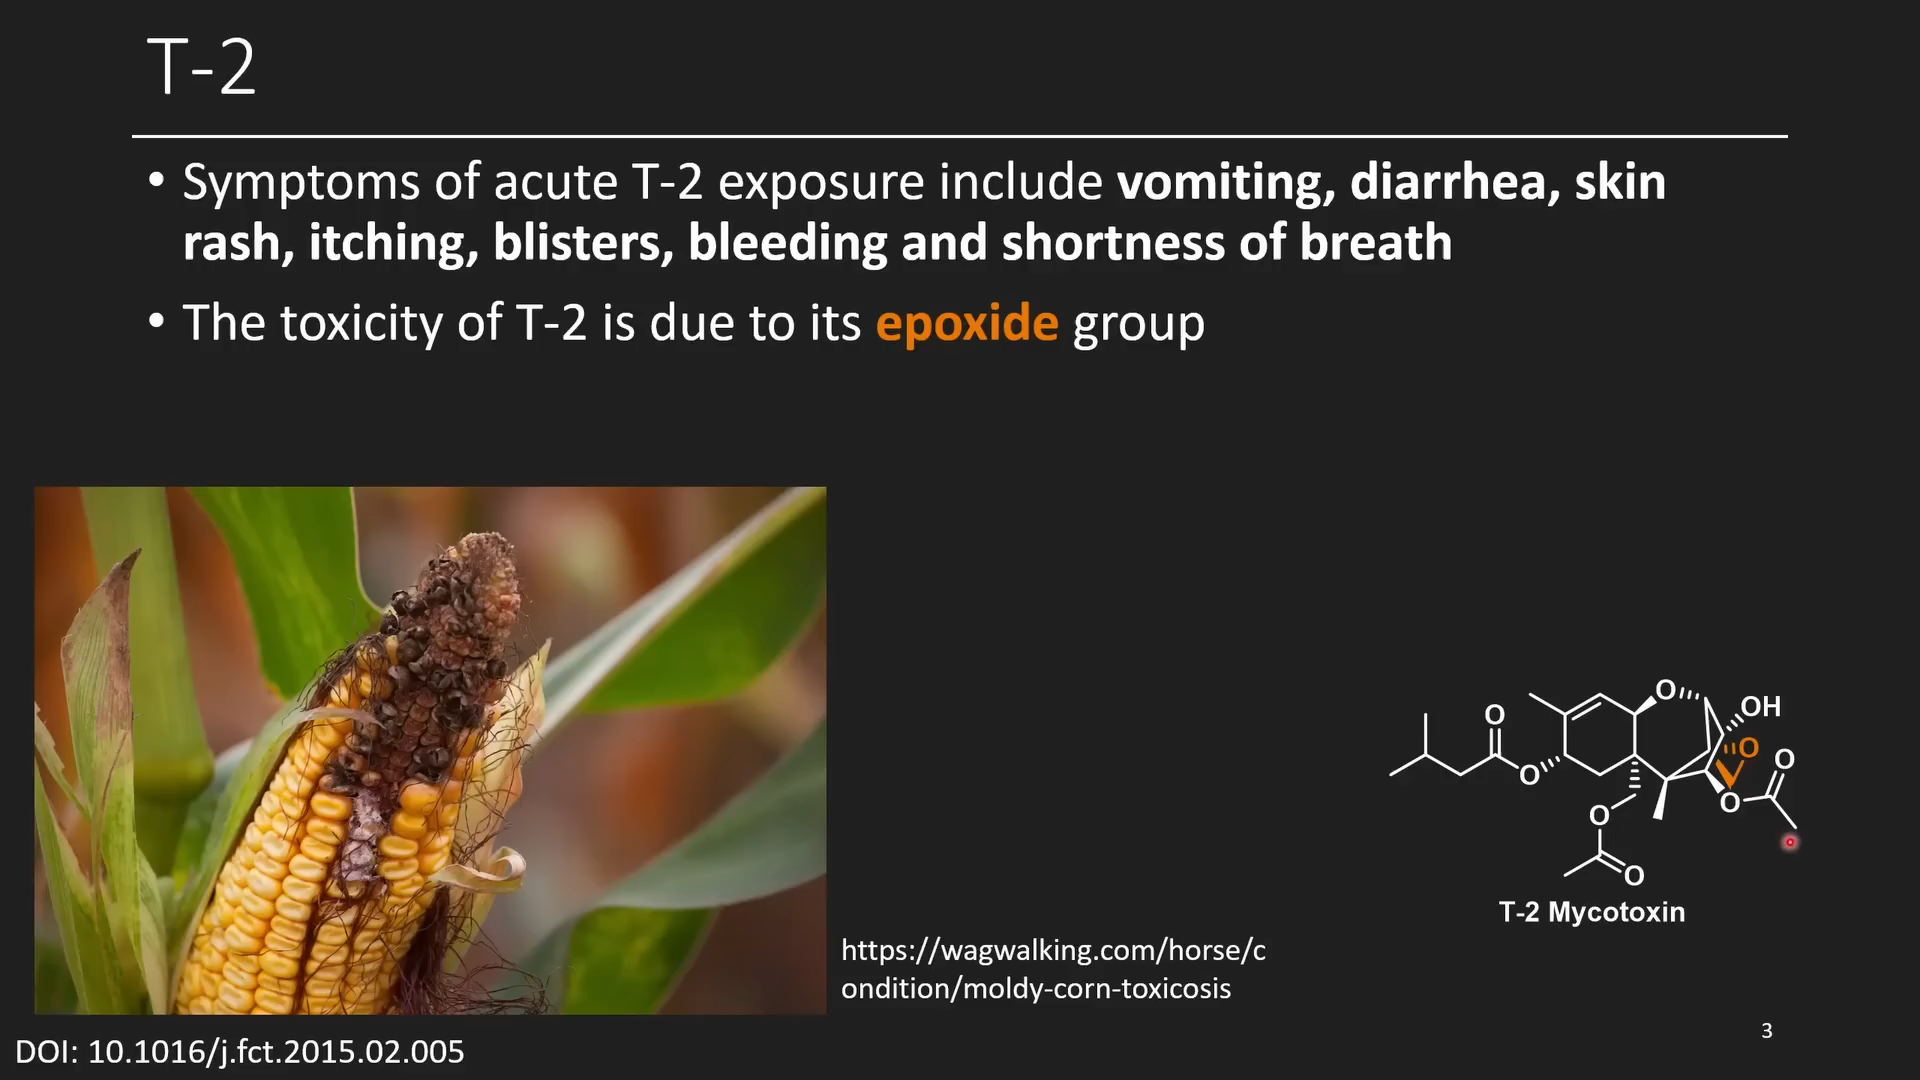 T-2
• Symptoms of acute T-2 exposure include vomiting, diarrhea, skin
rash, itching, blisters, bleeding and shortness of breath
• The toxicity of T-2 is due to its epoxide group
O
OH
O
O
O
O
O
O
O
T-2 Mycotoxin
https://wagwalking.com/horse/c
ondition/moldy-corn-toxicosis
3
DOI: 10.1016/j.fct.2015.02.005